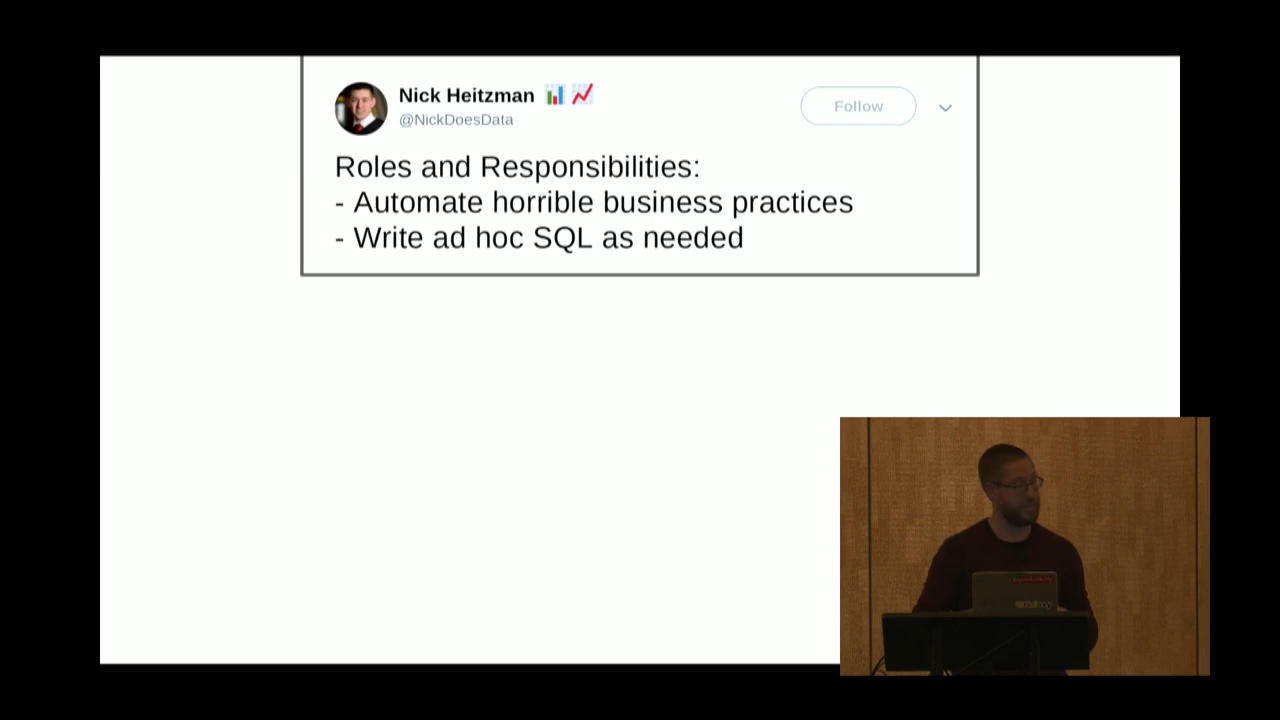 Nick Heitzman
@NickDoesData
Follow
Roles and Responsibilities:
- Automate horrible business practices
- Write ad hoc SQL as needed